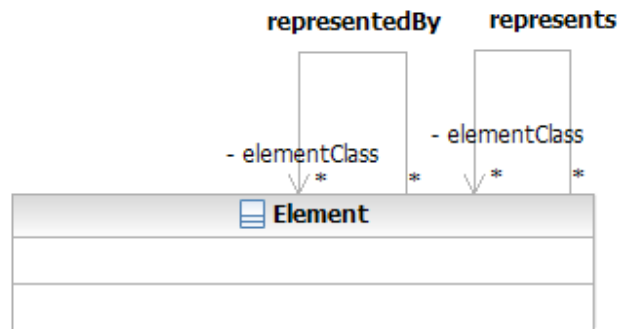 representedBy represents
- elementClass
- elementClass
* * * *
Element